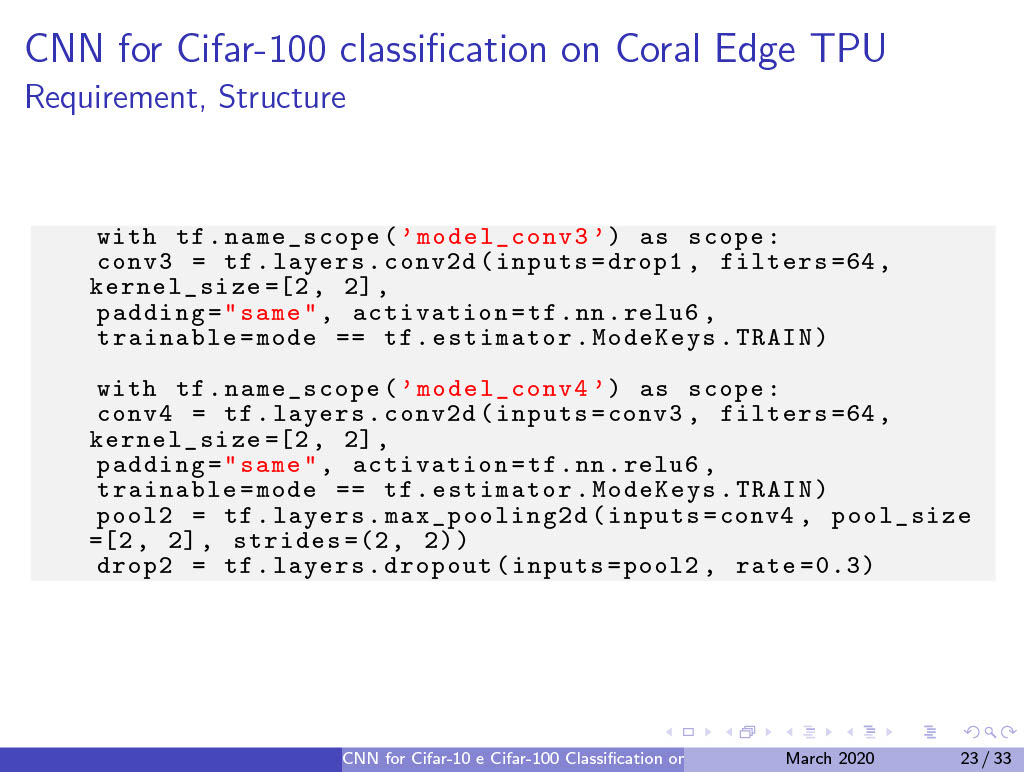 CNN for Cifar-100 classification on Coral Edge TPU
Requirement, Structure
with tf.name_scope('model_conv3') as scope:
conv3 = tf.layers.conv2d(inputs=drop1, filters=64,
kernel_size=[2, 2],
padding="same", activation=tf.nn.relu6,
trainable=mode == tf.estimator.ModeKeys.TRAIN)
with tf.name_scope('model_conv4') as scope:
conv4 = tf.layers.conv2d(inputs=conv3, filters=64,
kernel_size=[2, 2],
padding="same", activation=tf.nn.relu6,
trainable=mode == tf.estimator.ModeKeys.TRAIN)
pool2 = tf.layers.max_pooling2d(inputs=conv4, pool_size
=[2, 2], strides=(2, 2))
drop2 = tf.layers.dropout(inputs=pool2, rate=0.3)
CNN for Cifar-10 e Cifar-100 Classification or March 2020 23 / 33